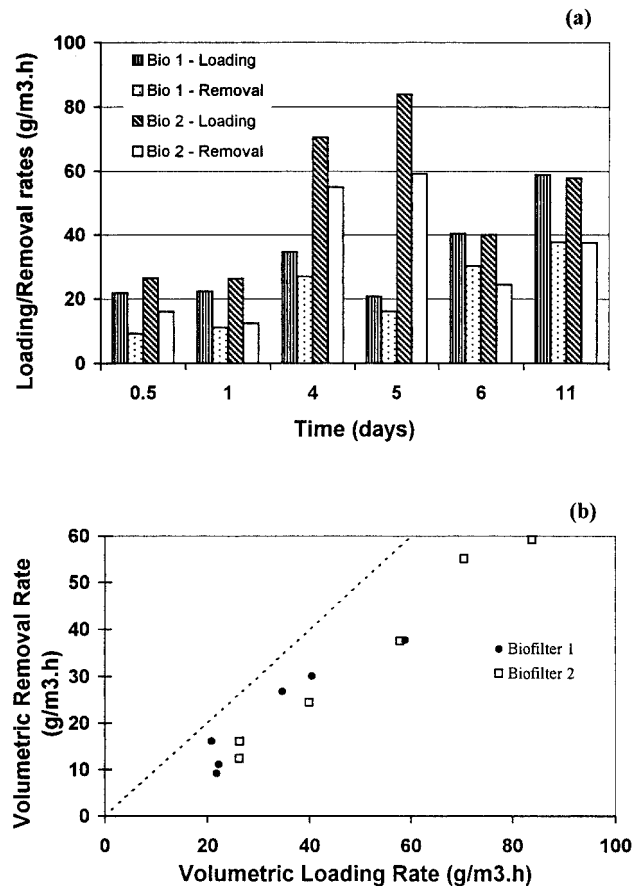 (a)
100
80
60
40
20
0
Loading/Removal rates (g/m3.h)
Bio 1 - Loading
Bio 1 - Removal
Bio 2 - Loading
Bio 2 - Removal
0.5 1 4 5 6 11
Time (days)
(b)
60
50
40
30
20
10
0
Volumetric Removal Rate
(g/m3.h)
Biofilter 1
Biofilter 2
0 20 40 60 80 100
Volumetric Loading Rate (g/m3.h)